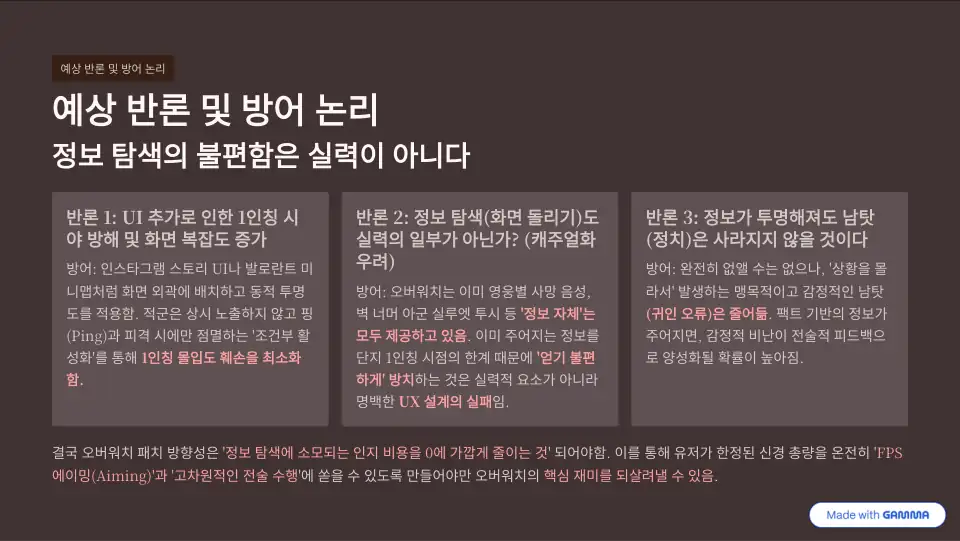 예상 반론 및 방어 논리
예상 반론 및 방어 논리
정보 탐색의 불편함은 실력이 아니다
반론 1: UI 추가로 인한 1인칭 시
야 방해 및 화면 복잡도 증가
방어: 인스타그램 스토리 UI나 발로란트 미
니맵처럼 화면 외곽에 배치하고 동적 투명
도를 적용함. 적군은 상시 노출하지 않고 핑
(Ping)과 피격 시에만 점멸하는 '조건부 활
성화'를 통해 1인칭 몰입도 훼손을 최소화
함.
반론 2: 정보 탐색(화면 돌리기)도
실력의 일부가 아닌가? (캐주얼화
우려)
방어: 오버워치는 이미 영웅별 사망 음성,
벽 너머 아군 실루엣 투시 등 '정보 자체'는
모두 제공하고 있음. 이미 주어지는 정보를
단지 1인칭 시점의 한계 때문에 '얻기 불편
하게' 방치하는 것은 실력적 요소가 아니라
명백한 UX 설계의 실패임.
반론 3: 정보가 투명해져도 남탓
(정치)은 사라지지 않을 것이다
방어: 완전히 없앨 수는 없으나, '상황을 몰
라서' 발생하는 맹목적이고 감정적인 남탓
(귀인 오류)은 줄어듦. 팩트 기반의 정보가
주어지면, 감정적 비난이 전술적 피드백으
로 양성화될 확률이 높아짐.
결국 오버워치 패치 방향성은 '정보 탐색에 소모되는 인지 비용을 0에 가깝게 줄이는 것' 되어야함. 이를 통해 유저가 한정된 신경 총량을 온전히 'FPS
에이밍(Aiming)'과 '고차원적인 전술 수행'에 쏟을 수 있도록 만들어야만 오버워치의 핵심 재미를 되살려낼 수 있음.
Made with GAMMA